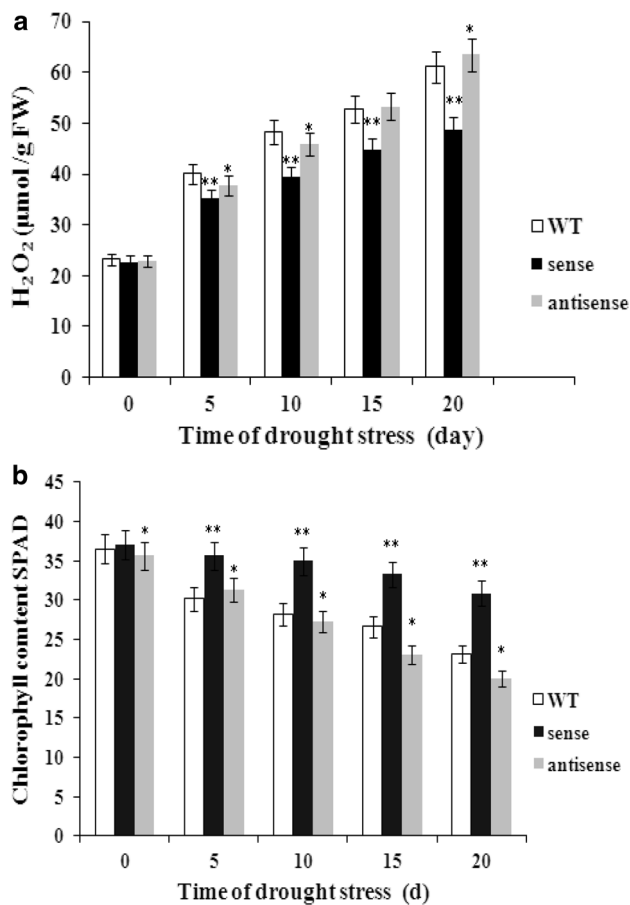 a
H2O2 (μmol /g FW)
70
60
50
40
30
20
10
0
** *
** *
**
** *
0 5 10 15 20
Time of drought stress (day)
WT
sense
antisense
b
Chlorophyll comtent SPAD
45
40
35
30
25
20
15
10
5
0
*
** *
** *
** *
** *
0 5 10 15 20
Time of drought stress (d)
WT
sense
antisense